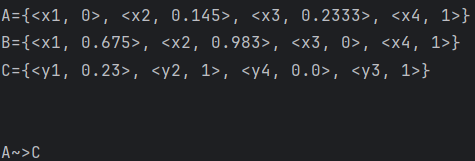 A={<x1, 0>, <x2, 0.145>, <x3, 0.2333>, <x4, 1>}
B={<x1, 0.675>, <x2, 0.983>, <x3, 0>, <x4, 1>}
C={<y1, 0.23>, <y2, 1>, <y4, 0.0>, <y3, 1>}
A~>C